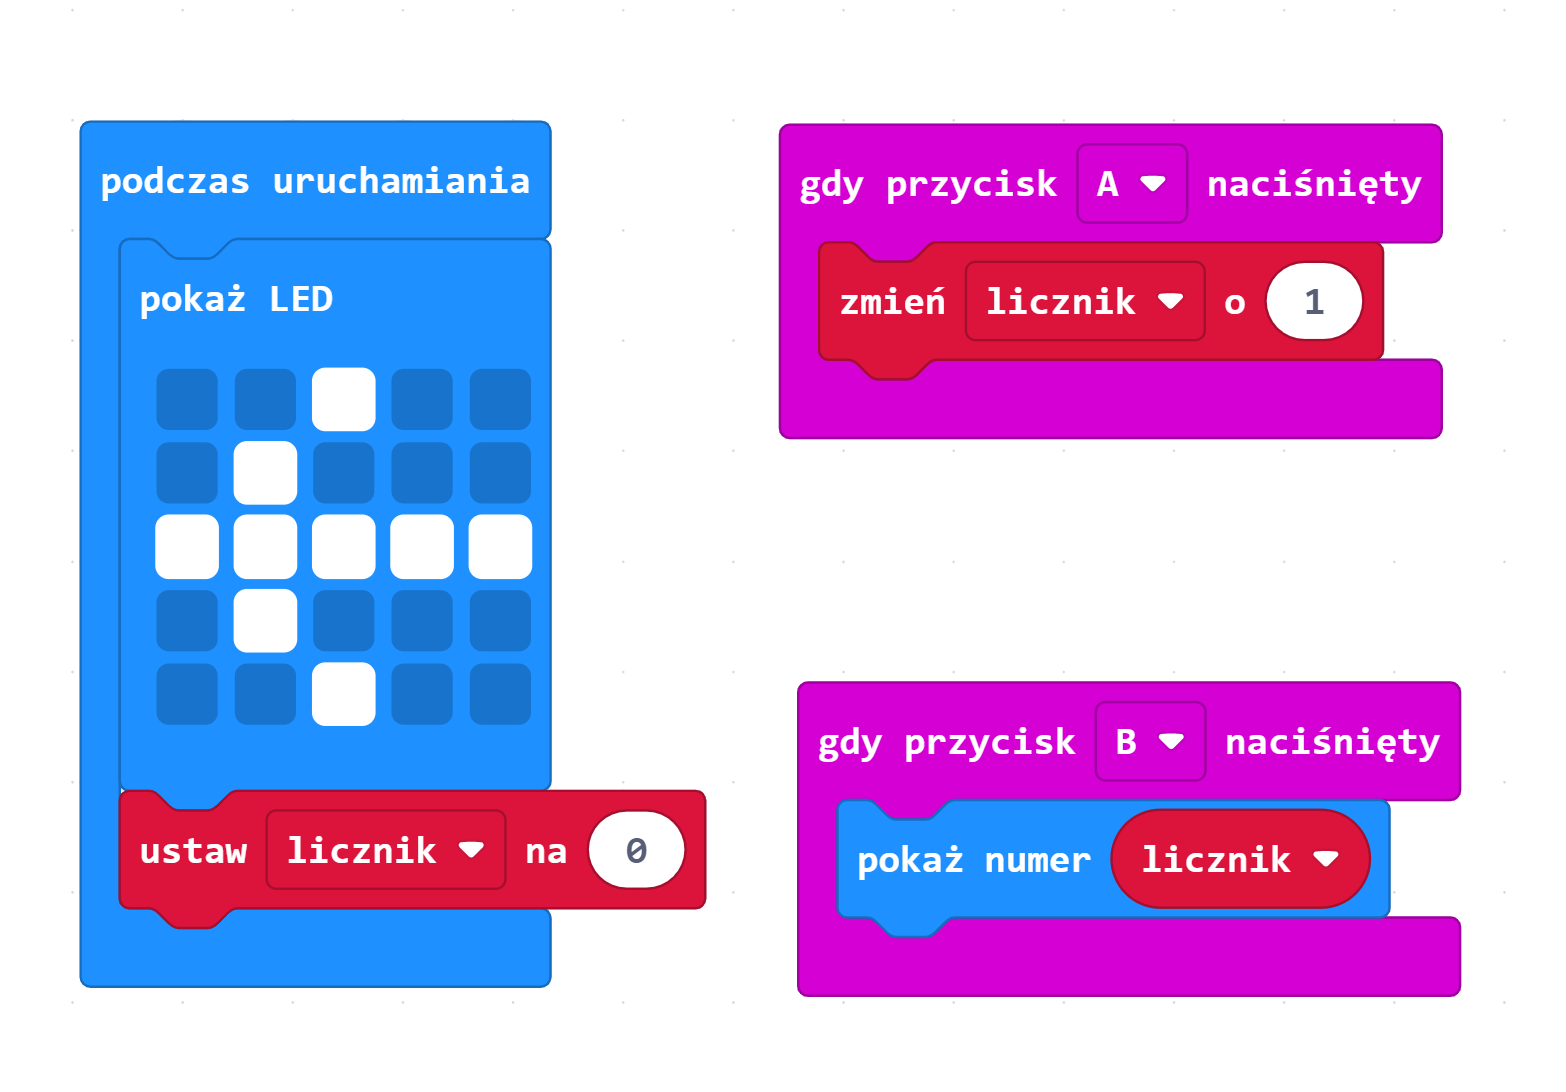 podczas uruchamiania
pokaż LED
ustaw licznik na 0
gdy przycisk A naciśnięty
zmień licznik o 1
gdy przycisk B naciśnięty
pokaż numer licznik